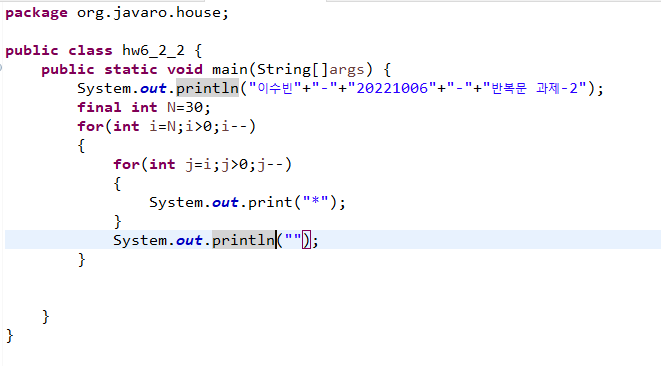 package org.javaro.house;
public class hw6_2_2 {
public static void main(String[]args) {
System.out.println("이수빈"+"-"+"20221006"+"-"+"반복문 과제-2");
final int N=30;
for(int i=N;i>0;i--)
{
for(int j=i;j>0;j--)
{
System.out.print("*");
}
System.out.println("");
}
}
}